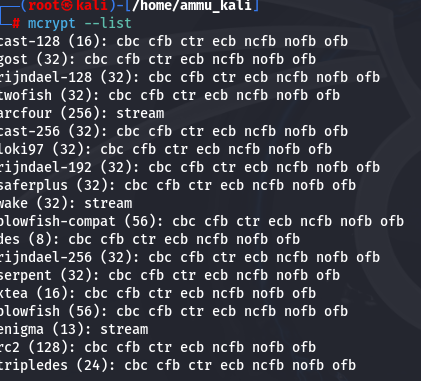 (root㉿kali)-[/home/ammu_kali]
# mcrypt --list
cast-128 (16): cbc cfb ctr ecb ncfb nofb ofb
gost (32): cbc cfb ctr ecb ncfb nofb ofb
rijndael-128 (32): cbc cfb ctr ecb ncfb nofb ofb
twofish (32): cbc cfb ctr ecb ncfb nofb ofb
arcfour (256): stream
cast-256 (32): cbc cfb ctr ecb ncfb nofb ofb
loki97 (32): cbc cfb ctr ecb ncfb nofb ofb
rijndael-192 (32): cbc cfb ctr ecb ncfb nofb ofb
saferplus (32): cbc cfb ctr ecb ncfb nofb ofb
wake (32): stream
blowfish-compat (56): cbc cfb ctr ecb ncfb nofb ofb
des (8): cbc cfb ctr ecb ncfb nofb ofb
rijndael-256 (32): cbc cfb ctr ecb ncfb nofb ofb
serpent (32): cbc cfb ctr ecb ncfb nofb ofb
xtea (16): cbc cfb ctr ecb ncfb nofb ofb
blowfish (56): cbc cfb ctr ecb ncfb nofb ofb
enigma (13): stream
rc2 (128): cbc cfb ctr ecb ncfb nofb ofb
tripledes (24): cbc cfb ctr ecb ncfb nofb ofb